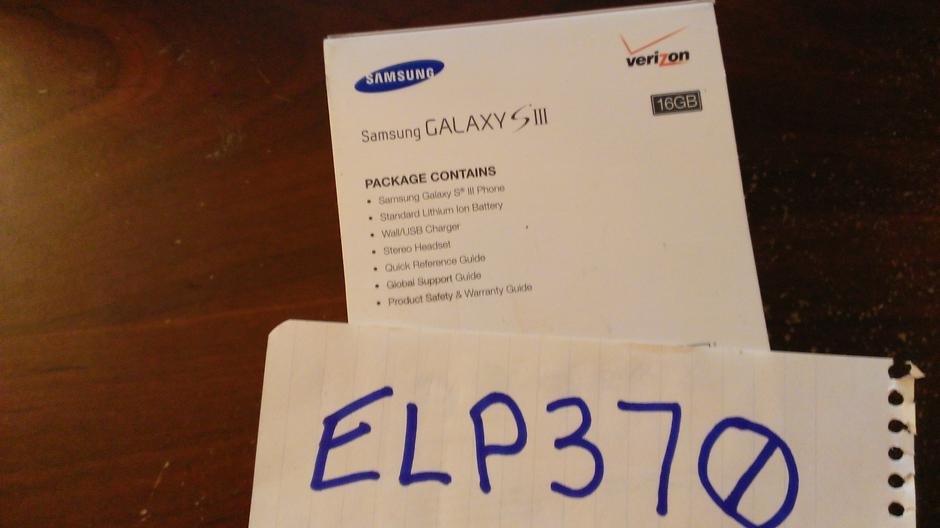 SAMSUNG
verizon
16GB
Samsung GALAXY SIII
PACKAGE CONTAINS
• Samsung Galaxy S® III Phone
• Standard Lithium Ion Battery
• Wall/USB Charger
• Stereo Headset
• Quick Reference Guide
• Global Support Guide
• Product Safety & Warranty Guide
ELP370